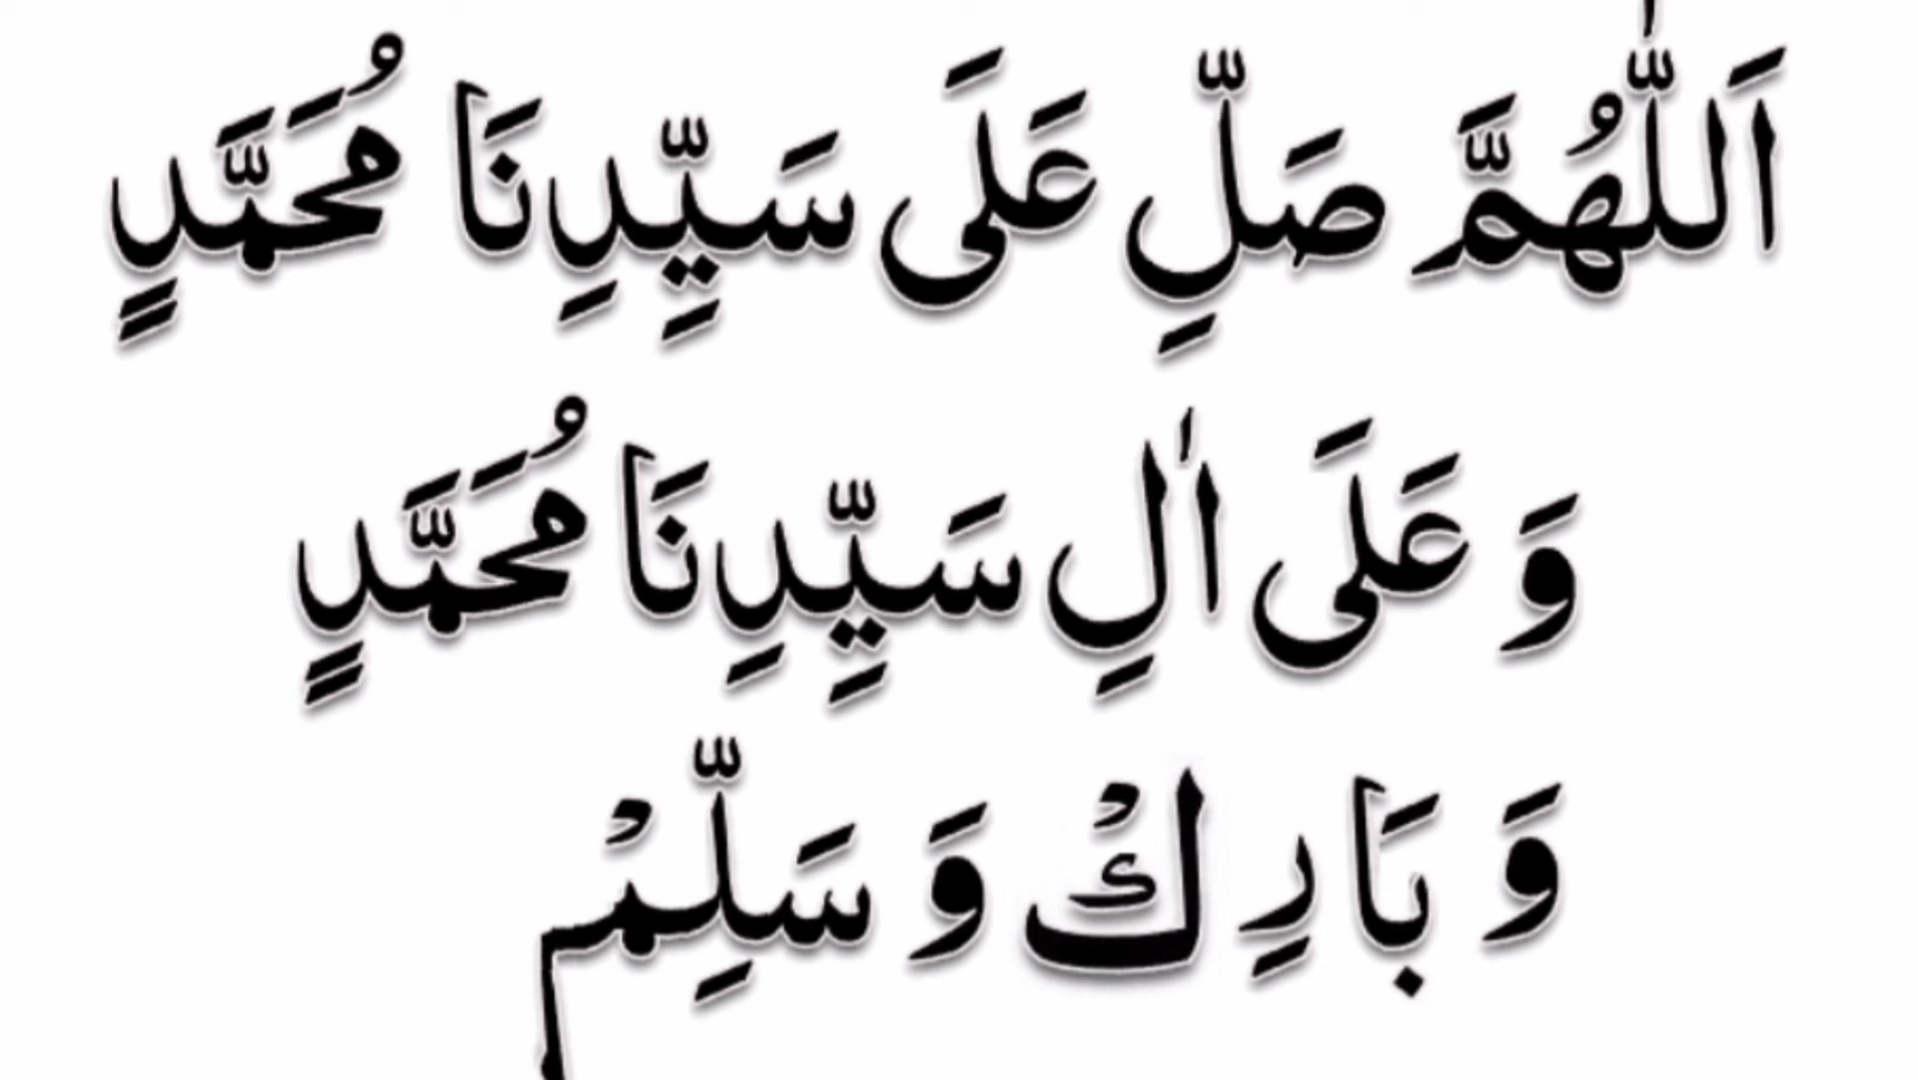 اَللّٰهُمَّ صَلِّ عَلَى سَيِّدِنَا مُحَمَّدٍ
وَ عَلَى اٰلِ سَيِّدِنَا مُحَمَّدٍ
وَ بَارِكْ وَ سَلِّمْ